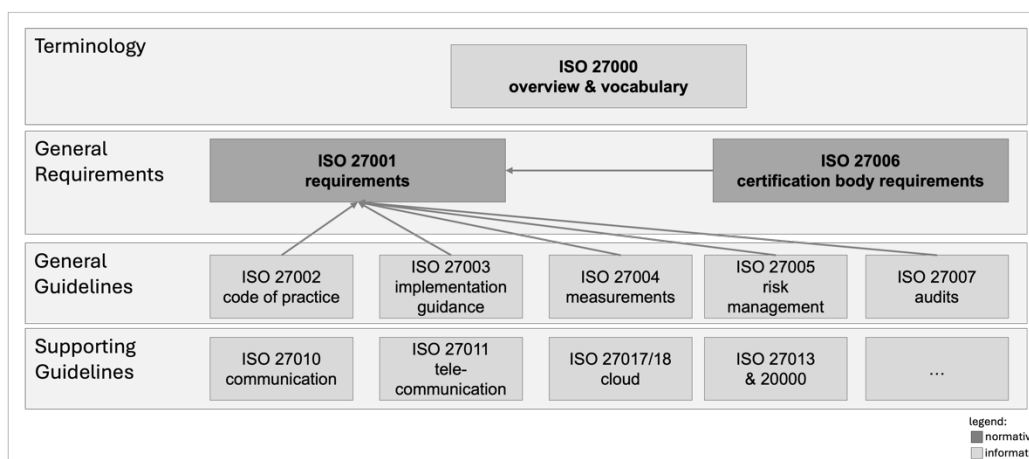 Terminology
ISO 27000
overview & vocabulary
General
Requirements
ISO 27001
requirements
ISO 27006
certification body requirements
General
Guidelines
ISO 27002
code of practice
ISO 27003
implementation
guidance
ISO 27004
measurements
ISO 27005
risk
management
ISO 27007
audits
Supporting
Guidelines
ISO 27010
communication
ISO 27011
tele-
communication
ISO 27017/18
cloud
ISO 27013
& 20000
...
legend:
normativ
informat